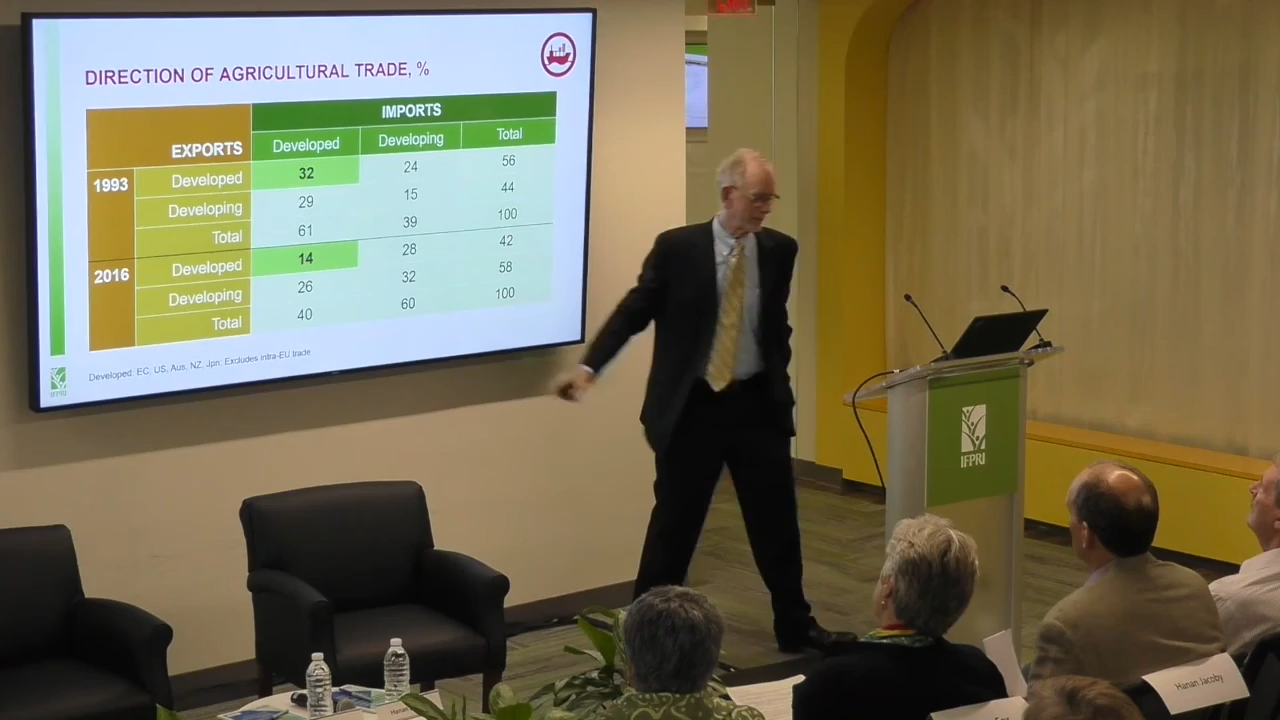 DIRECTION OF AGRICULTURAL TRADE, %
IMPORTS
EXPORTS Developed Developing Total
1993 Developed 32 24 56
Developing 29 15 44
Total 61 39 100
2016 Developed 14 28 42
Developing 26 32 58
Total 40 60 100
Developed: EC, US, Aus, NZ, Jpn: Excludes intra-EU trade
IFPRI
IFPRI
Hanan Jacoby